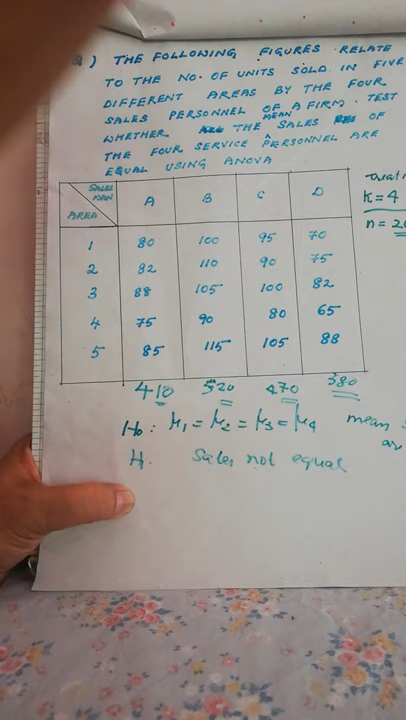 ) THE FOLLOWING FIGURES RELATE
TO THE NO. OF UNITS SOLD IN FIVE
DIFFERENT AREAS BY THE FOUR
SALES PERSONNEL OF A FIRM. TEST
WHETHER THE MEAN SALES OF
THE FOUR SERVICE PERSONNEL ARE
EQUAL USING ANOVA
SALES MAN AREA A B C D
1 80 100 95 70
2 82 110 90 75
3 88 105 100 82
4 75 90 80 65
5 85 115 105 88
410 520 470 380
k=4
n=20
H₀: μ₁ = μ₂ = μ₃ = μ₄ mean
H₁ Sales not equal